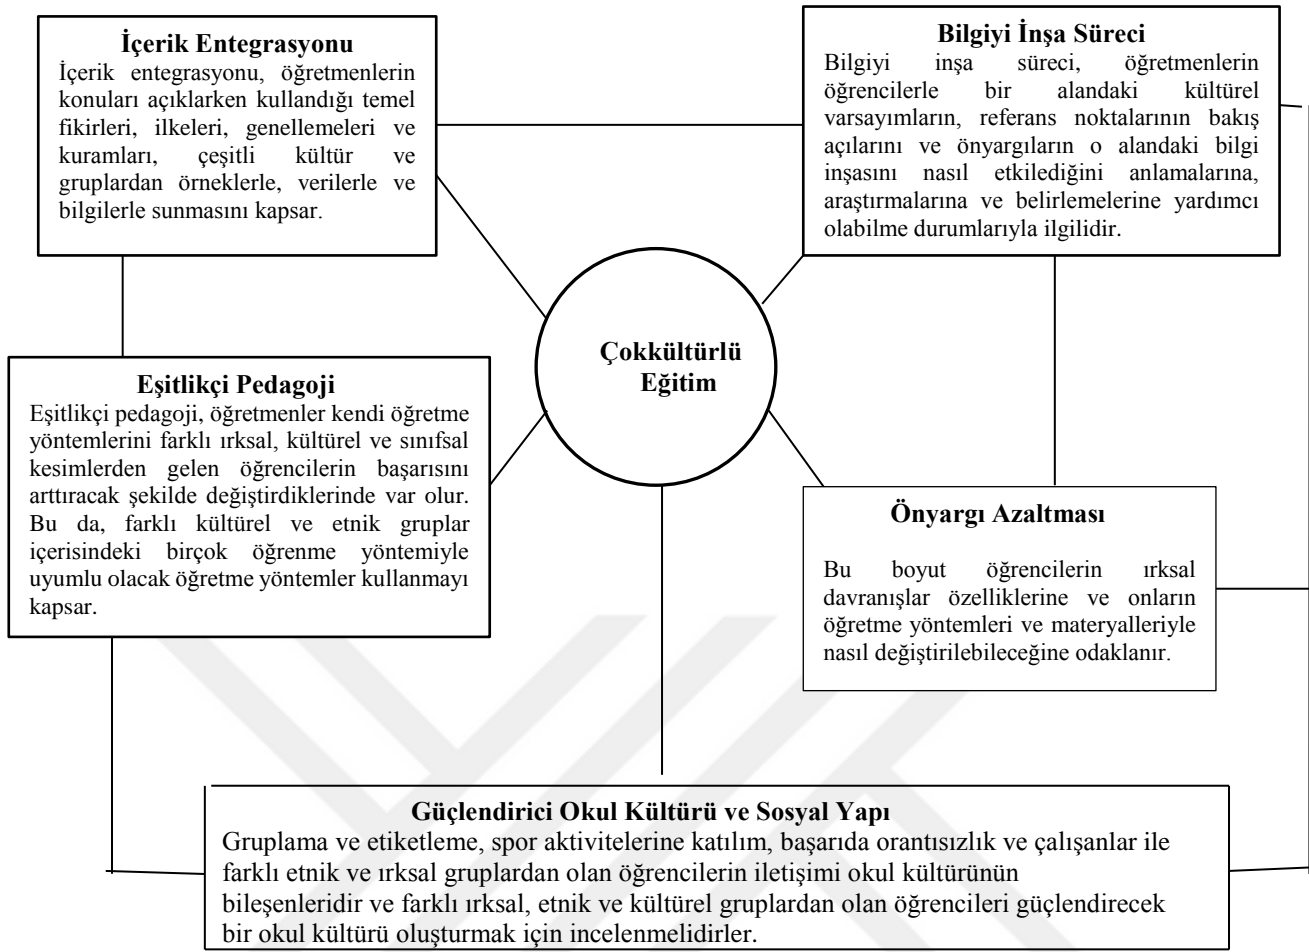 İçerik Entegrasyonu
İçerik entegrasyonu, öğretmenlerin
konuları açıklarken kullandığı temel
fikirleri, ilkeleri, genellemeleri ve
kuramları, çeşitli kültür ve
gruplardan örneklerle, verilerle ve
bilgilerle sunmasını kapsar.
Bilgiyi İnşa Süreci
Bilgiyi inşa süreci, öğretmenlerin
öğrencilerle bir alandaki kültürel
varsayımların, referans noktalarının bakış
açılarını ve önyargıların o alandaki bilgi
inşasını nasıl etkilediğini anlamalarına,
araştırmalarına ve belirlemelerine yardımcı
olabilme durumlarıyla ilgilidir.
Çokkültürlü
Eğitim
Eşitlikçi Pedagoji
Eşitlikçi pedagoji, öğretmenler kendi öğretme
yöntemlerini farklı ırksal, kültürel ve sınıfsal
kesimlerden gelen öğrencilerin başarısını
arttıracak şekilde değiştirdiklerinde var olur.
Bu da, farklı kültürel ve etnik gruplar
içerisindeki birçok öğrenme yöntemiyle
uyumlu olacak öğretme yöntemler kullanmayı
kapsar.
Önyargı Azaltması
Bu boyut öğrencilerin ırksal
davranışlar özelliklerine ve onların
öğretme yöntemleri ve materyalleriyle
nasıl değiştirilebileceğine odaklanır.
Güçlendirici Okul Kültürü ve Sosyal Yapı
Gruplama ve etiketleme, spor aktivitelerine katılım, başarıda orantısızlık ve çalışanlar ile
farklı etnik ve ırksal gruplardan olan öğrencilerin iletişimi okul kültürünün
bileşenleridir ve farklı ırksal, etnik ve kültürel gruplardan olan öğrencileri güçlendirecek
bir okul kültürü oluşturmak için incelenmelidirler.